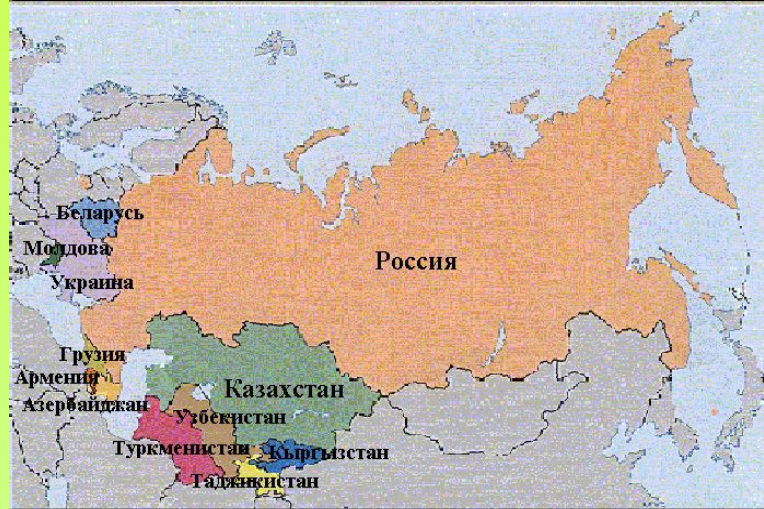 Беларусь
Молдова
Россия
Украина
Грузия
Армения
Казахстан
Азербайджан
Узбекистан
Туркменистан
Кыргызстан
Таджикистан